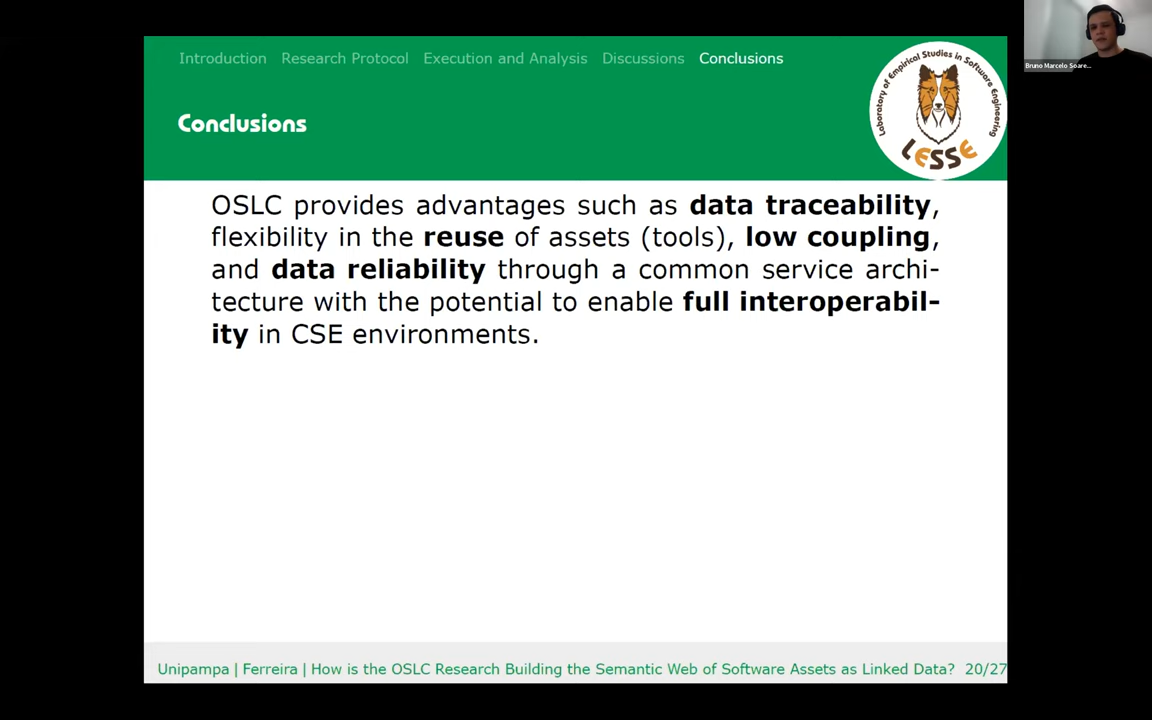 Introduction Research Protocol Execution and Analysis Discussions Conclusions
Conclusions
Laboratory of Empirical Studies in Software Engineering
LESSE
Bruno Marcelo Soare...
OSLC provides advantages such as data traceability,
flexibility in the reuse of assets (tools), low coupling,
and data reliability through a common service archi-
tecture with the potential to enable full interoperabil-
ity in CSE environments.
Unipampa | Ferreira | How is the OSLC Research Building the Semantic Web of Software Assets as Linked Data? 20/27